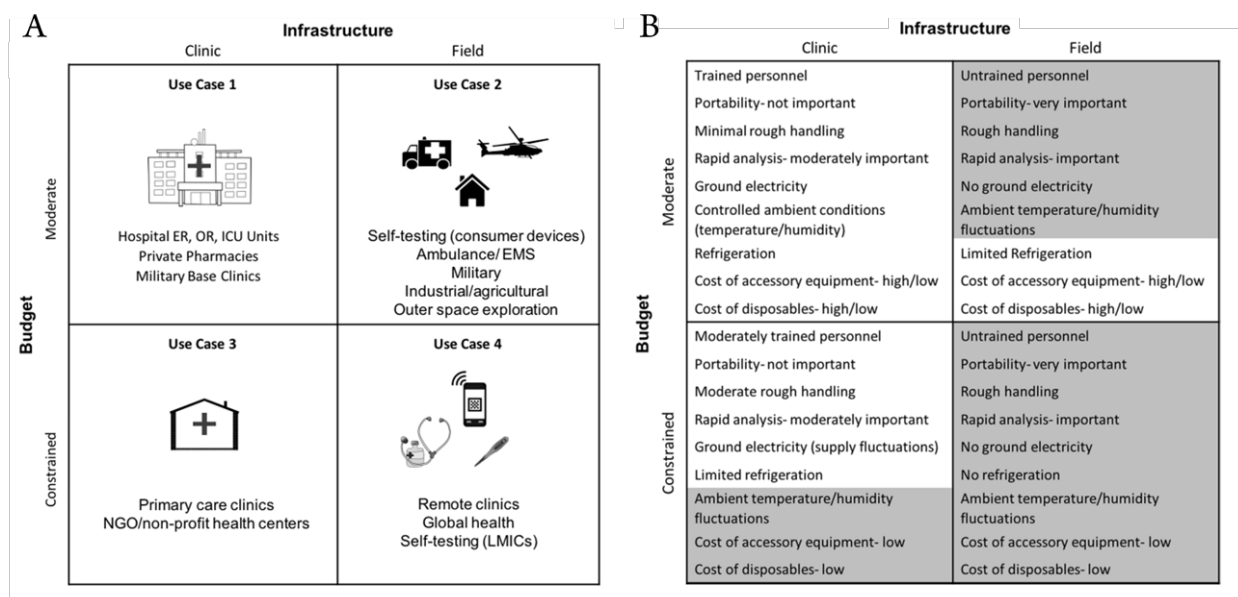 A
Infrastructure
Clinic
Field
Budget
Moderate
Constrained
Use Case 1
Hospital ER, OR, ICU Units
Private Pharmacies
Military Base Clinics
Use Case 2
Self-testing (consumer devices)
Ambulance/ EMS
Military
Industrial/agricultural
Outer space exploration
Use Case 3
Primary care clinics
NGO/non-profit health centers
Use Case 4
Remote clinics
Global health
Self-testing (LMICs)
B
Infrastructure
Clinic
Field
Budget
Moderate
Constrained
Trained personnel
Portability- not important
Minimal rough handling
Rapid analysis- moderately important
Ground electricity
Controlled ambient conditions
(temperature/humidity)
Refrigeration
Cost of accessory equipment- high/low
Cost of disposables- high/low
Untrained personnel
Portability- very important
Rough handling
Rapid analysis- important
No ground electricity
Ambient temperature/humidity
fluctuations
Limited Refrigeration
Cost of accessory equipment- high/low
Cost of disposables- high/low
Moderately trained personnel
Portability- not important
Moderate rough handling
Rapid analysis- moderately important
Ground electricity (supply fluctuations)
Limited refrigeration
Ambient temperature/humidity
fluctuations
Cost of accessory equipment- low
Cost of disposables- low
Untrained personnel
Portability- very important
Rough handling
Rapid analysis- important
No ground electricity
No refrigeration
Ambient temperature/humidity
fluctuations
Cost of accessory equipment- low
Cost of disposables- low